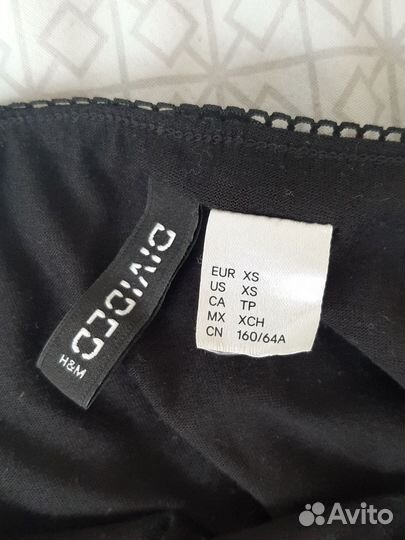 DIVIDED
H&M
EUR XS
US XS
CA TP
MX XCH
CN 160/64A
Avito